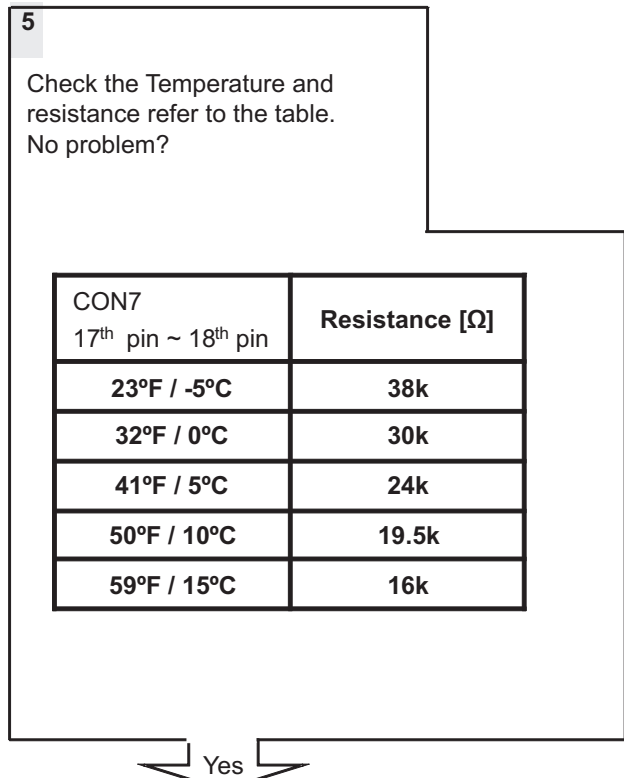 5
Check the Temperature and
resistance refer to the table.
No problem?
CON7
17th pin ~ 18th pin
Resistance [Ω]
23ºF / -5ºC 38k
32ºF / 0ºC 30k
41ºF / 5ºC 24k
50ºF / 10ºC 19.5k
59ºF / 15ºC 16k
Yes